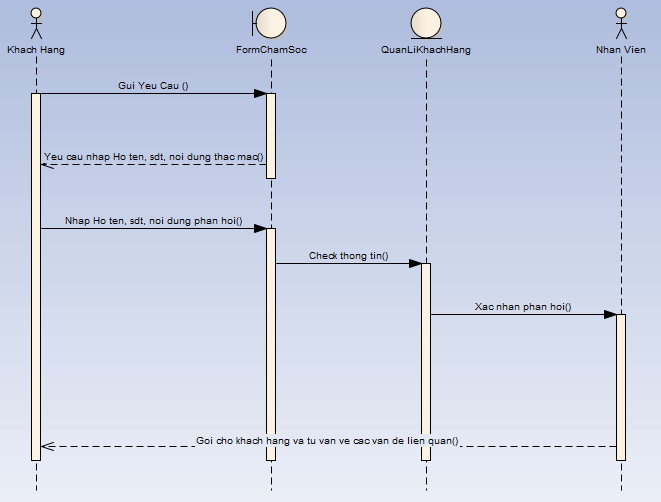 Khach Hang
FormChamSoc
QuanLiKhachHang
Nhan Vien
Gui Yeu Cau ()
Yeu cau nhap Ho ten, sdt, noi dung thac mac()
Nhap Ho ten, sdt, noi dung phan hoi()
Check thong tin()
Xac nhan phan hoi()
Goi cho khach hang va tu van ve cac van de lien quan()